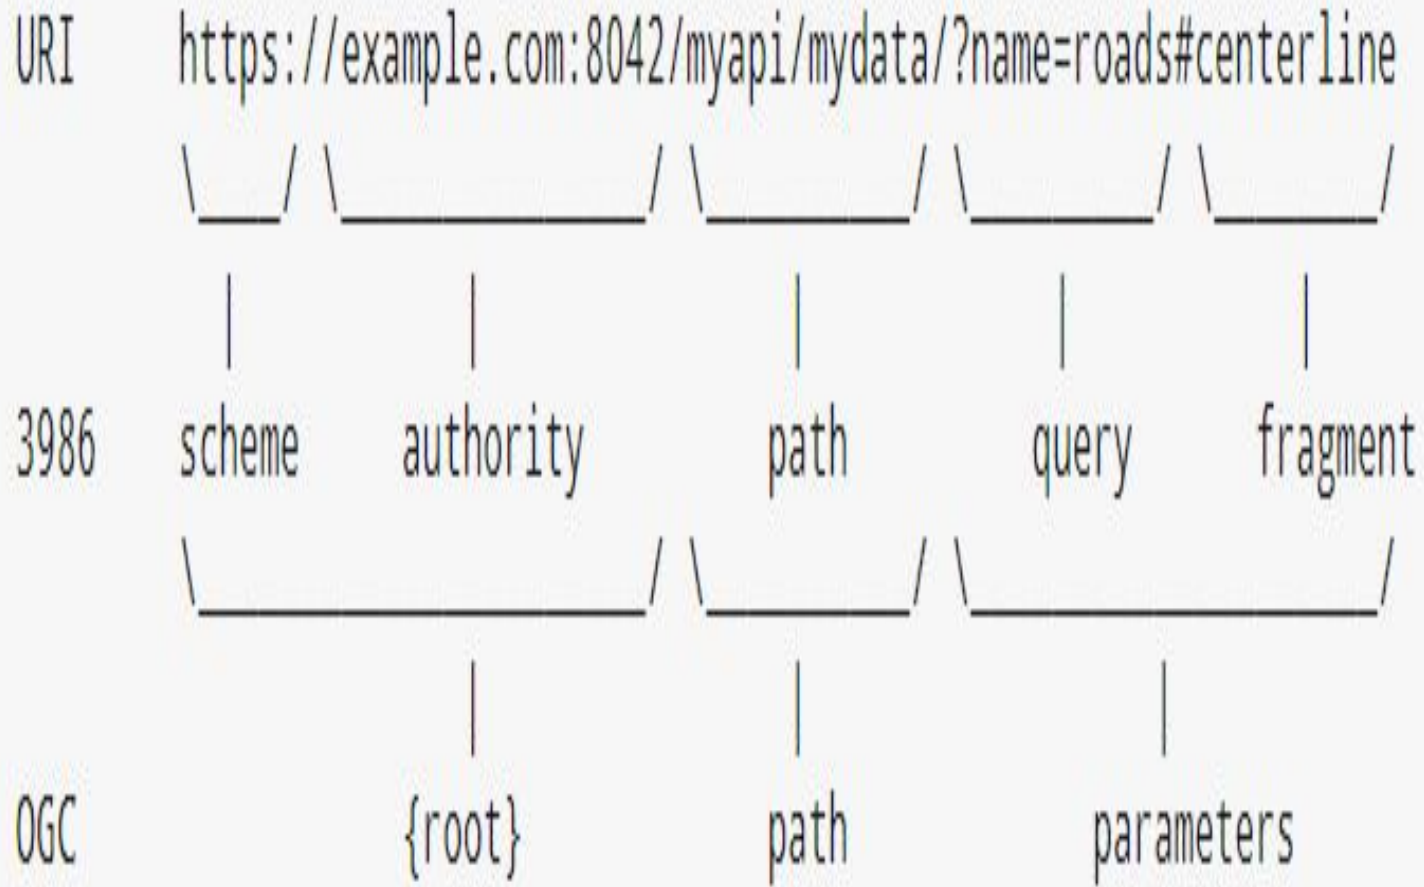 URI https://example.com:8042/myapi/mydata/?name=roads#centerline
3986 scheme authority path query fragment
OGC {root} path parameters